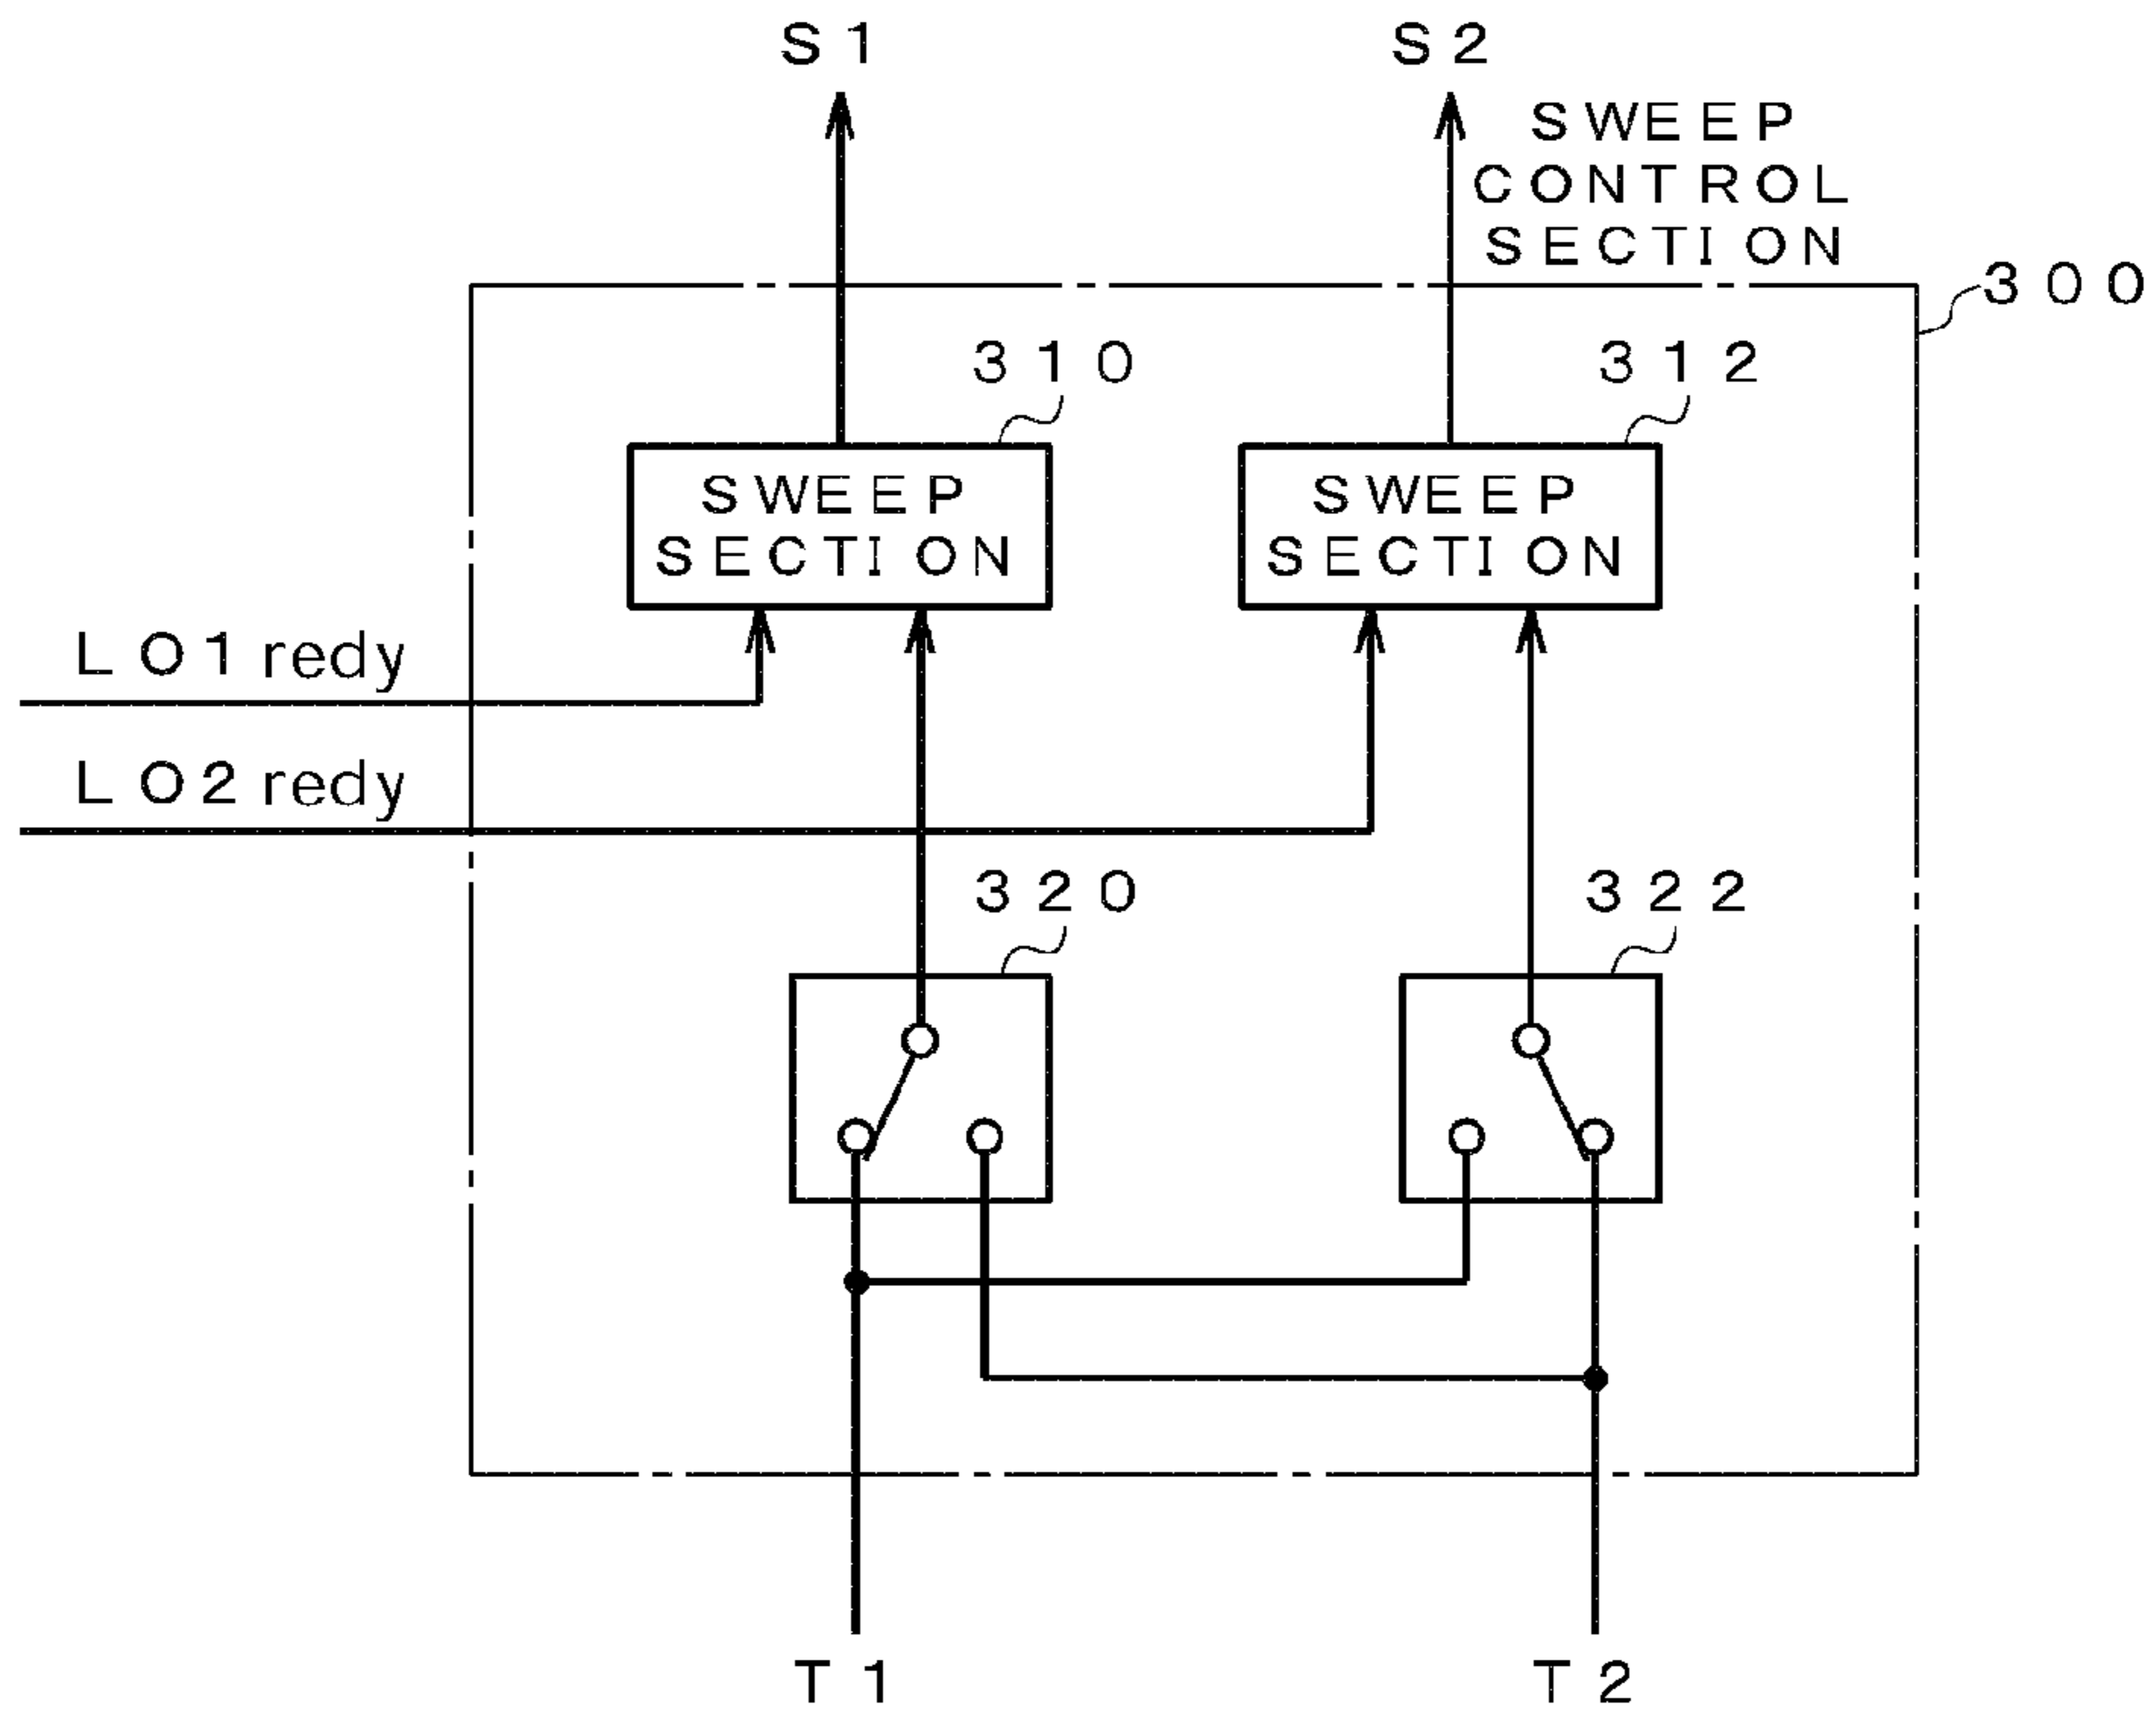 S1
S2
SWEEP
CONTROL
SECTION
300
310
312
SWEEP
SECTION
SWEEP
SECTION
LO1 redy
LO2 redy
320
322
T1
T2